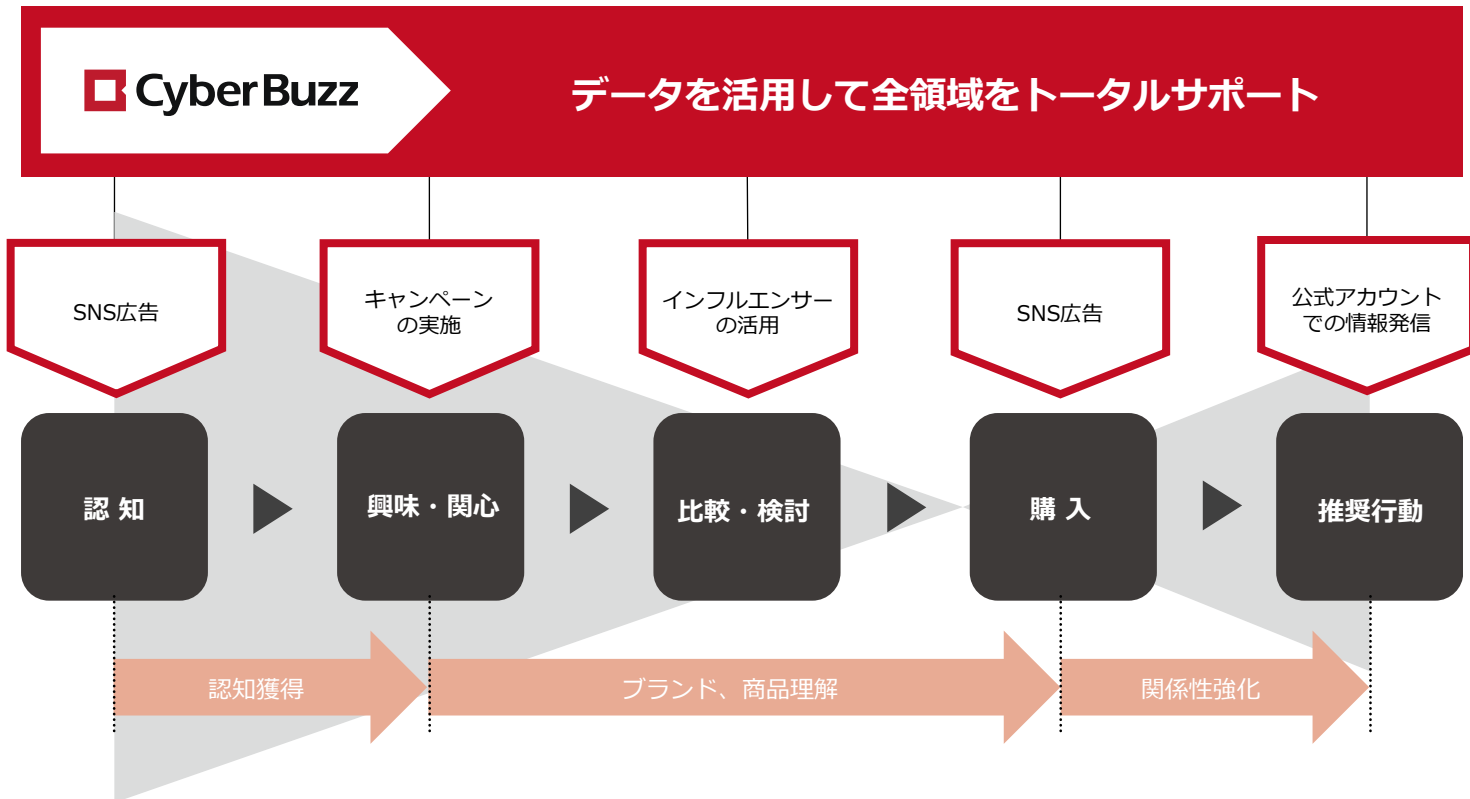 CyberBuzz
データを活用して全領域をトータルサポート
SNS広告
キャンペーン
の実施
インフルエンサー
の活用
SNS広告
公式アカウント
での情報発信
認 知
興味・関心
比較・検討
購 入
推奨行動
認知獲得
ブランド、商品理解
関係性強化